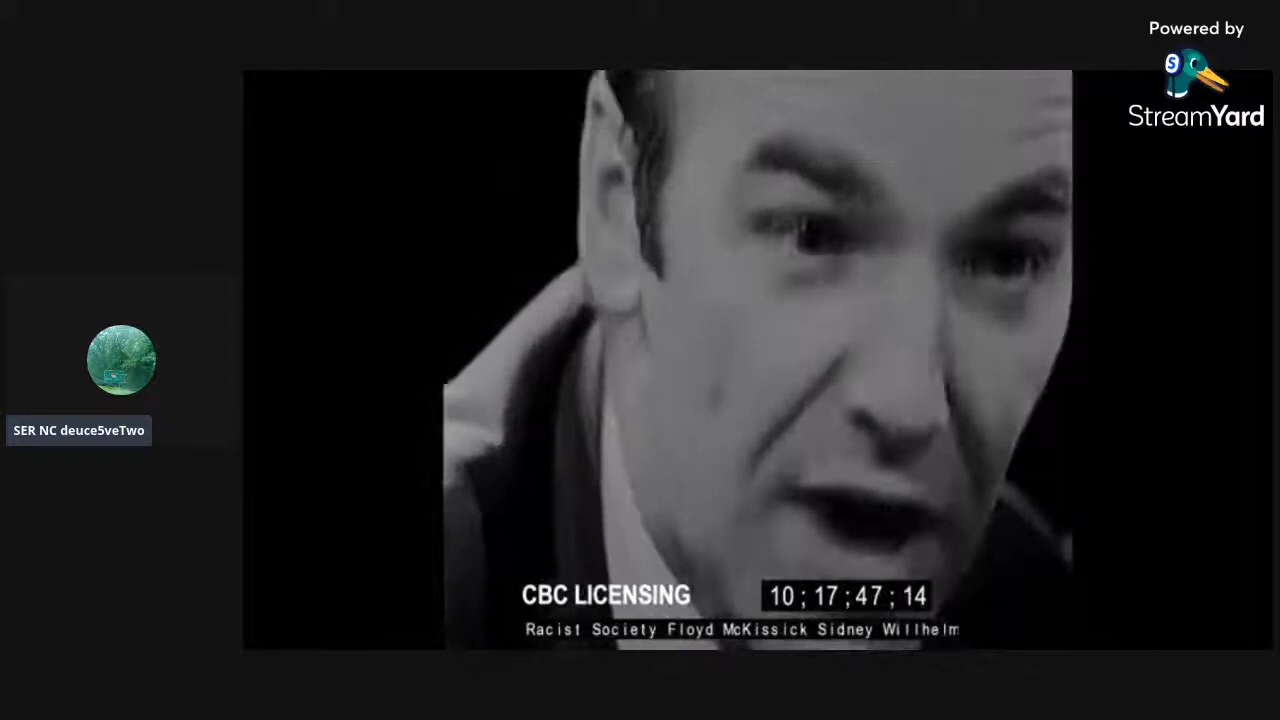 Powered by
S
StreamYard
SER NC deuce5veTwo
CBC LICENSING
10;17;47;14
Racist Society Floyd McKissick Sidney Willhelm